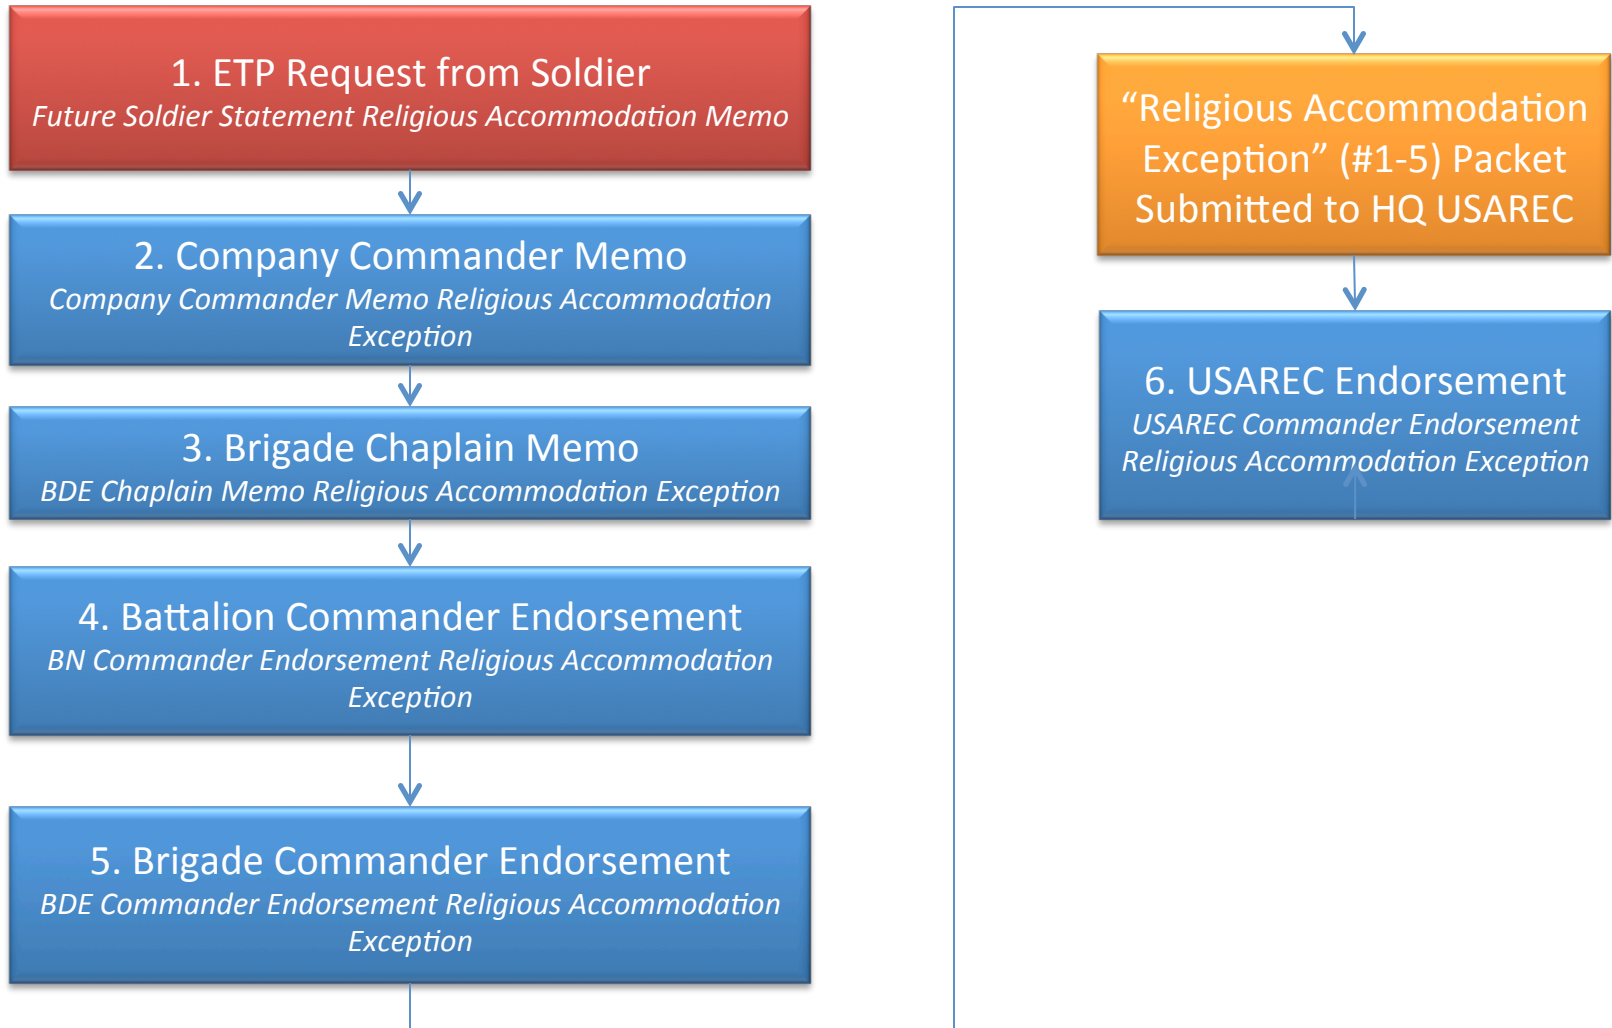 1. ETP Request from Soldier
Future Soldier Statement Religious Accommodation Memo
2. Company Commander Memo
Company Commander Memo Religious Accommodation
Exception
3. Brigade Chaplain Memo
BDE Chaplain Memo Religious Accommodation Exception
4. Battalion Commander Endorsement
BN Commander Endorsement Religious Accommodation
Exception
5. Brigade Commander Endorsement
BDE Commander Endorsement Religious Accommodation
Exception
“Religious Accommodation
Exception” (#1-5) Packet
Submitted to HQ USAREC
6. USAREC Endorsement
USAREC Commander Endorsement
Religious Accommodation Exception